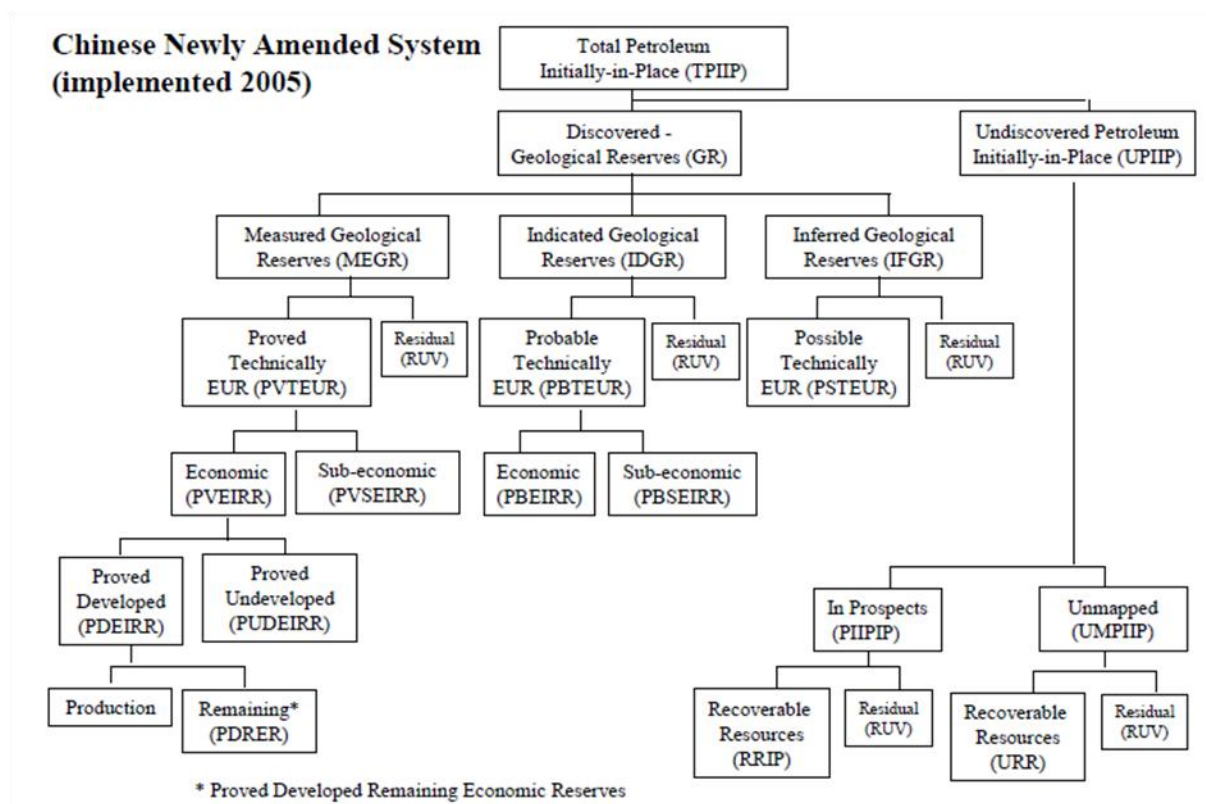 Chinese Newly Amended System
(implemented 2005)
Total Petroleum
Initially-in-Place (TPIIP)
Discovered -
Geological Reserves (GR)
Undiscovered Petroleum
Initially-in-Place (UPIIP)
Measured Geological
Reserves (MEGR)
Indicated Geological
Reserves (IDGR)
Inferred Geological
Reserves (IFGR)
Proved
Technically
EUR (PVTEUR)
Residual
(RUV)
Probable
Technically
EUR (PBTEUR)
Residual
(RUV)
Possible
Technically
EUR (PSTEUR)
Residual
(RUV)
Economic
(PVEIRR)
Sub-economic
(PVSEIRR)
Economic
(PBEIRR)
Sub-economic
(PBSEIRR)
Proved
Developed
(PDEIRR)
Proved
Undeveloped
(PUDEIRR)
In Prospects
(PIIPIP)
Unmapped
(UMPIIP)
Production
Remaining*
(PDRER)
Recoverable
Resources
(RRIP)
Residual
(RUV)
Recoverable
Resources
(URR)
Residual
(RUV)
* Proved Developed Remaining Economic Reserves